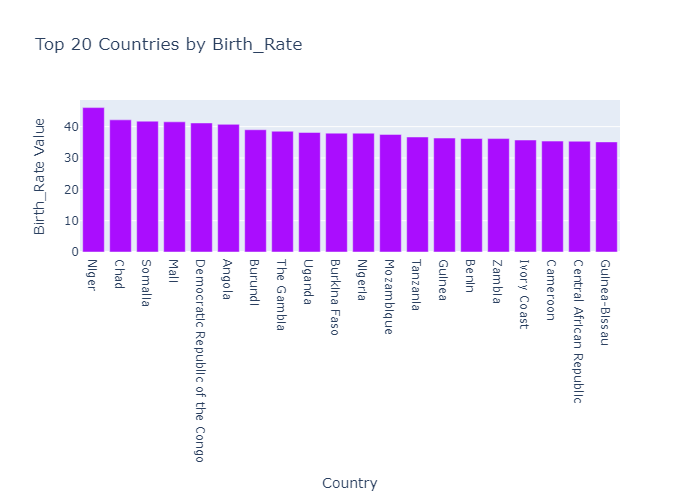 Top 20 Countries by Birth_Rate
Birth_Rate Value
40
30
20
10
0
Niger
Chad
Somalia
Mali
Democratic Republic of the Congo
Angola
Burundi
The Gambia
Uganda
Burkina Faso
Nigeria
Mozambique
Tanzania
Guinea
Benin
Zambia
Ivory Coast
Cameroon
Central African Republic
Guinea-Bissau
Country